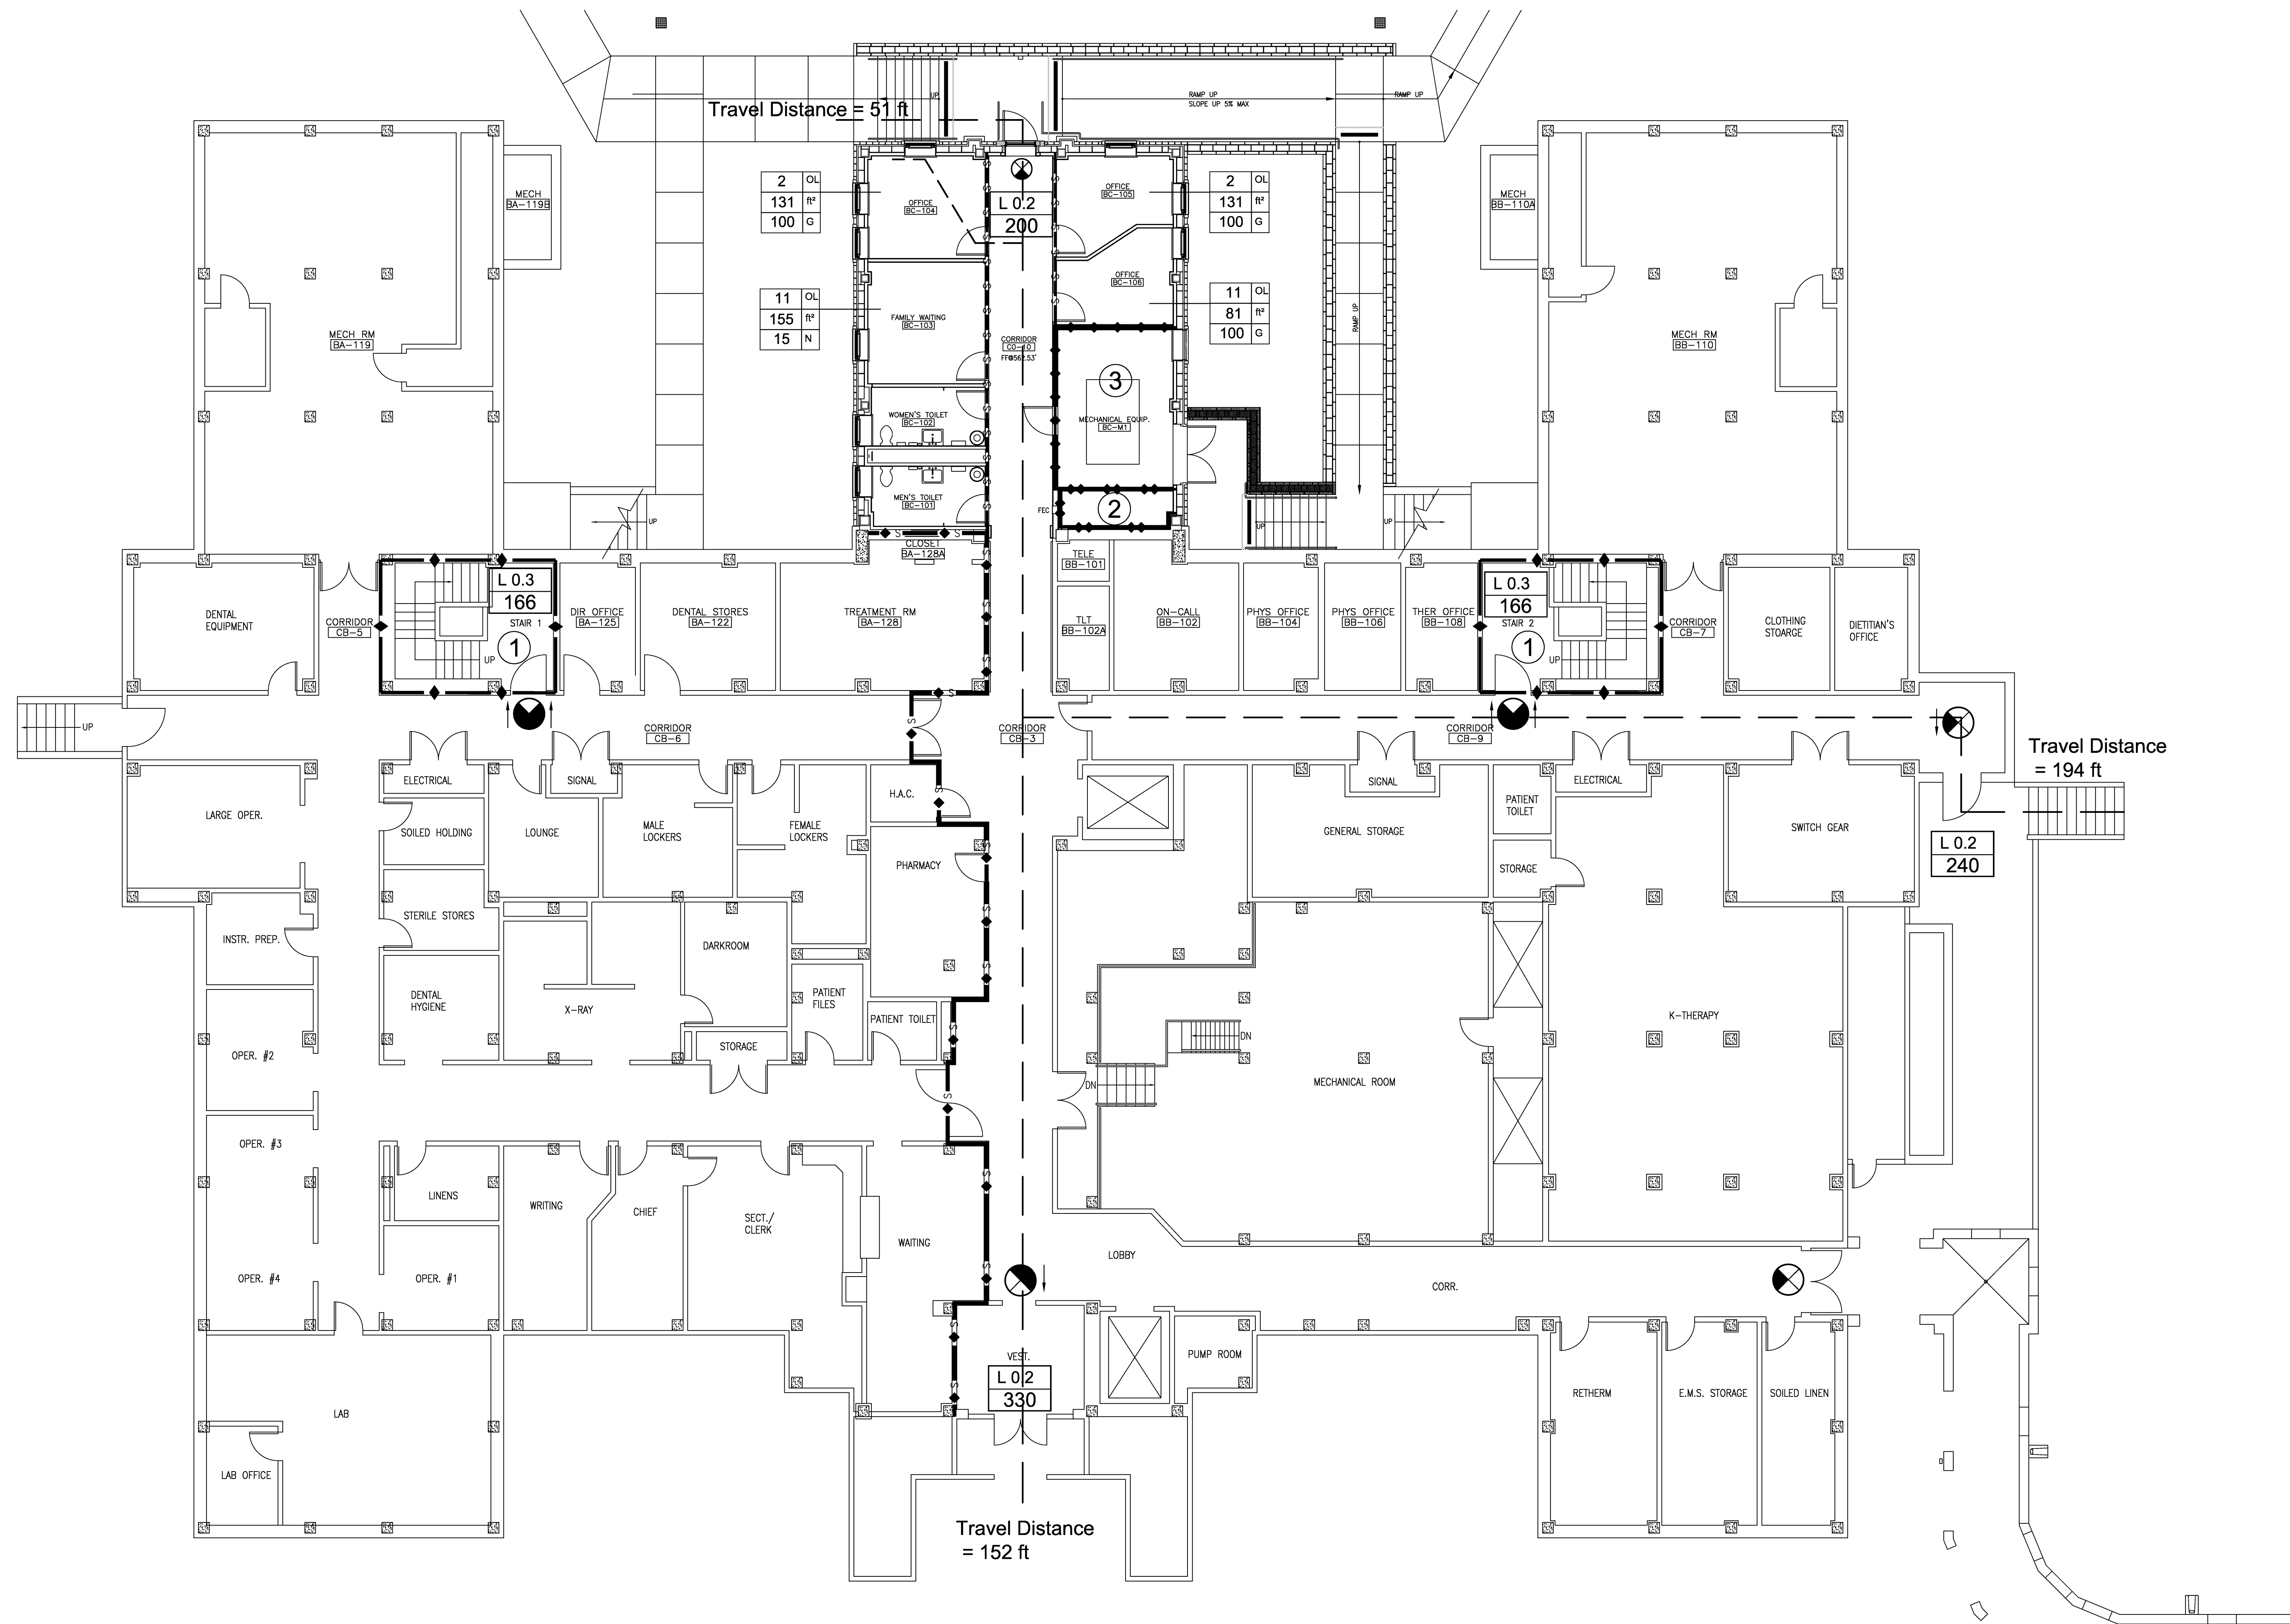 UP
RAMP UP
SLOPE UP 5% MAX
RAMP UP
Travel Distance = 51 ft
2 OL
131 ft²
100 G
OFFICE
BC-104
L 0.2
200
OFFICE
BC-105
2 OL
131 ft²
100 G
MECH
BA-119B
MECH
BB-110A
OFFICE
BC-106
11 OL
155 ft²
15 N
FAMILY WAITING
BC-103
11 OL
81 ft²
100 G
RAMP UP
MECH RM
BA-119
CORRIDOR
CO-10
FF@562.53'
MECH RM
BB-110
3
WOMEN'S TOILET
BC-102
MECHANICAL EQUIP.
BC-M1
MEN'S TOILET
BC-101
FEC
2
UP
UP
UP
CLOSET
BA-128A
TELE
BB-101
DENTAL
EQUIPMENT
CORRIDOR
CB-5
L 0.3
166
STAIR 1
1
UP
DIR OFFICE
BA-125
DENTAL STORES
BA-122
TREATMENT RM
BA-128
TLT
BB-102A
ON-CALL
BB-102
PHYS OFFICE
BB-104
PHYS OFFICE
BB-106
THER OFFICE
BB-108
L 0.3
166
STAIR 2
1
UP
CORRIDOR
CB-7
CLOTHING
STOARGE
DIETITIAN'S
OFFICE
UP
CORRIDOR
CB-6
CORRIDOR
CB-3
CORRIDOR
CB-9
Travel Distance
= 194 ft
ELECTRICAL
SIGNAL
H.A.C.
SIGNAL
ELECTRICAL
LARGE OPER.
SOILED HOLDING
LOUNGE
MALE
LOCKERS
FEMALE
LOCKERS
GENERAL STORAGE
PATIENT
TOILET
SWITCH GEAR
L 0.2
240
PHARMACY
STORAGE
INSTR. PREP.
STERILE STORES
DARKROOM
DENTAL
HYGIENE
X-RAY
PATIENT
FILES
PATIENT TOILET
K-THERAPY
OPER. #2
STORAGE
DN
DN
MECHANICAL ROOM
OPER. #3
LINENS
WRITING
CHIEF
SECT./
CLERK
WAITING
LOBBY
OPER. #4
OPER. #1
CORR.
VEST.
L 0.2
330
PUMP ROOM
LAB
RETHERM
E.M.S. STORAGE
SOILED LINEN
LAB OFFICE
Travel Distance
= 152 ft